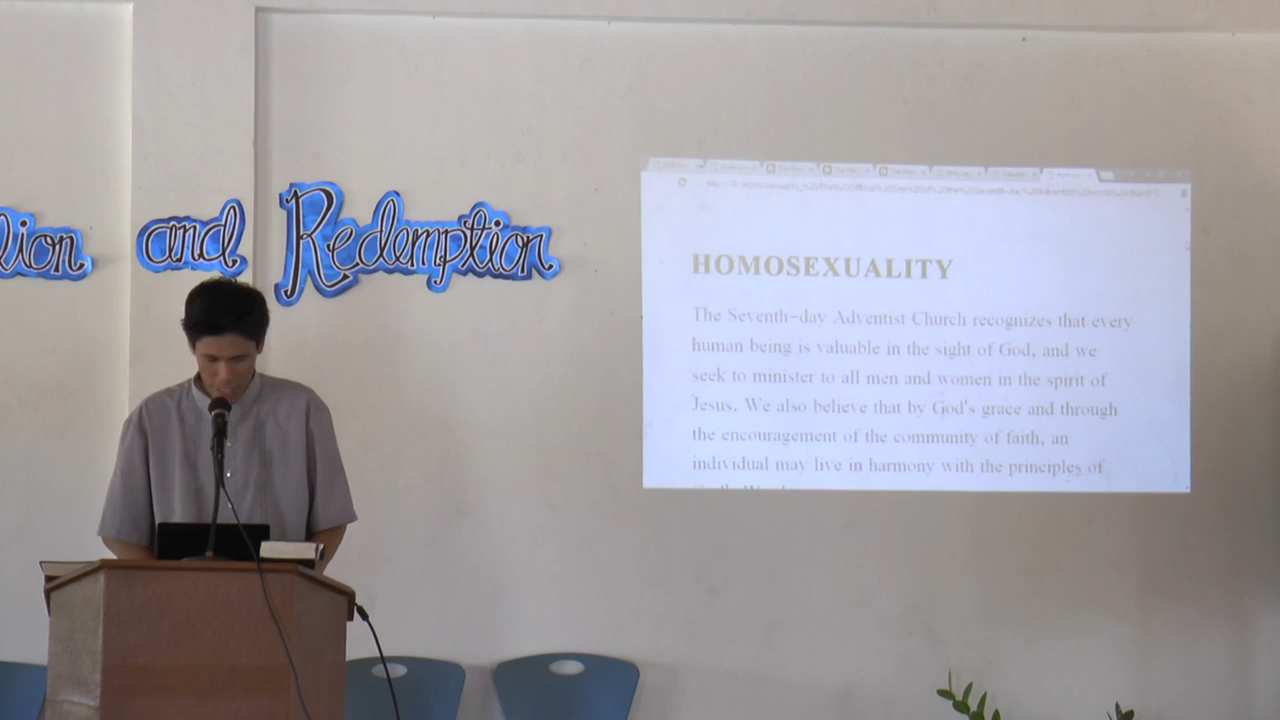 tion and Redemption
HOMOSEXUALITY
The Seventh-day Adventist Church recognizes that every
human being is valuable in the sight of God, and we
seek to minister to all men and women in the spirit of
Jesus. We also believe that by God's grace and through
the encouragement of the community of faith, an
individual may live in harmony with the principles of